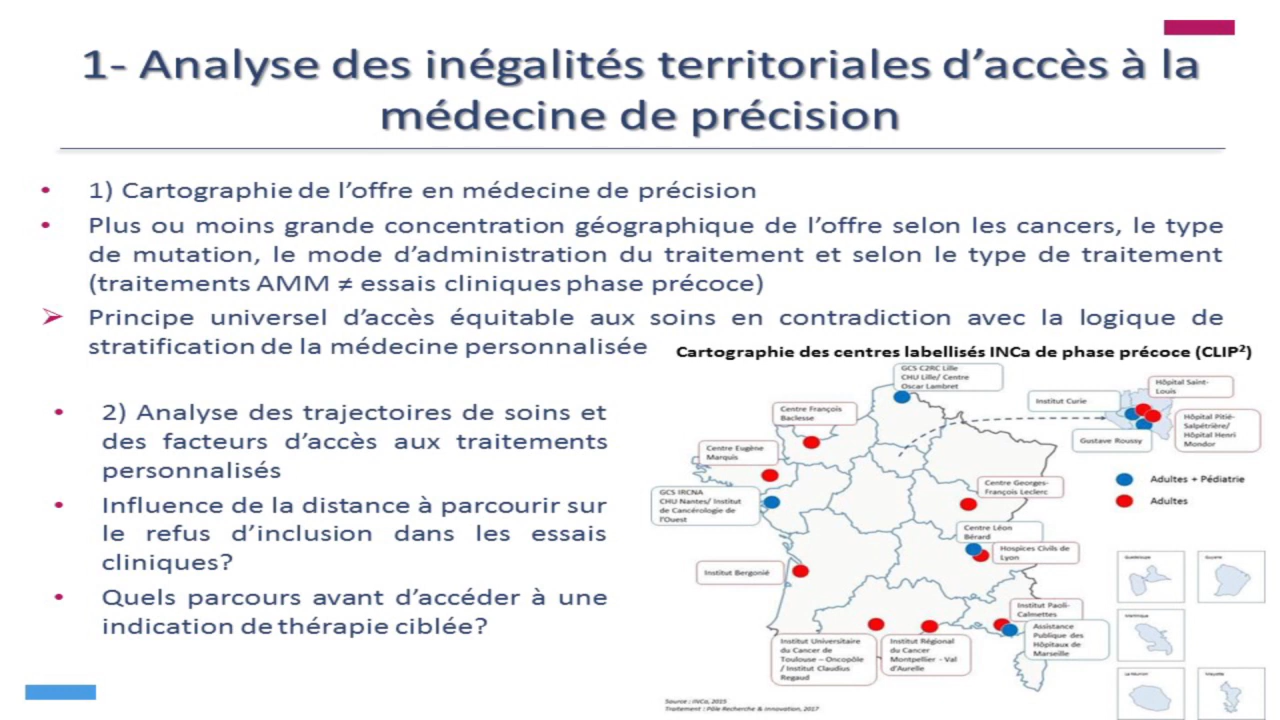 1- Analyse des inégalités territoriales d’accès à la
médecine de précision
• 1) Cartographie de l’offre en médecine de précision
• Plus ou moins grande concentration géographique de l’offre selon les cancers, le type
de mutation, le mode d’administration du traitement et selon le type de traitement
(traitements AMM ≠ essais cliniques phase précoce)
➢ Principe universel d’accès équitable aux soins en contradiction avec la logique de
stratification de la médecine personnalisée
• 2) Analyse des trajectoires de soins et
des facteurs d’accès aux traitements
personnalisés
• Influence de la distance à parcourir sur
le refus d’inclusion dans les essais
cliniques?
• Quels parcours avant d’accéder à une
indication de thérapie ciblée?
Cartographie des centres labellisés INCa de phase précoce (CLIP²)
GCS C2RC Lille
CHU Lille/ Centre
Oscar Lambret
Centre François
Baclesse
Centre Eugène
Marquis
GCS IRCNA
CHU Nantes/ Institut
de Cancérologie de
l’Ouest
Institut Bergonié
Institut Universitaire
du Cancer de
Toulouse – Oncopôle
/ Institut Claudius
Regaud
Institut Régional
du Cancer
Montpellier - Val
d’Aurelle
Institut Paoli-
Calmettes
Assistance
Publique des
Hôpitaux de
Marseille
Centre Léon
Bérard
Hospices Civils de
Lyon
Centre Georges-
François Leclerc
Institut Curie
Gustave Roussy
Hôpital Saint-
Louis
Hôpital Pitié-
Salpétrière/
Hôpital Henri
Mondor
Adultes + Pédiatrie
Adultes
Guadeloupe
Guyane
Martinique
La Réunion
Mayotte
Source : INCa, 2015
Traitement : Pôle Recherche & Innovation, 2017